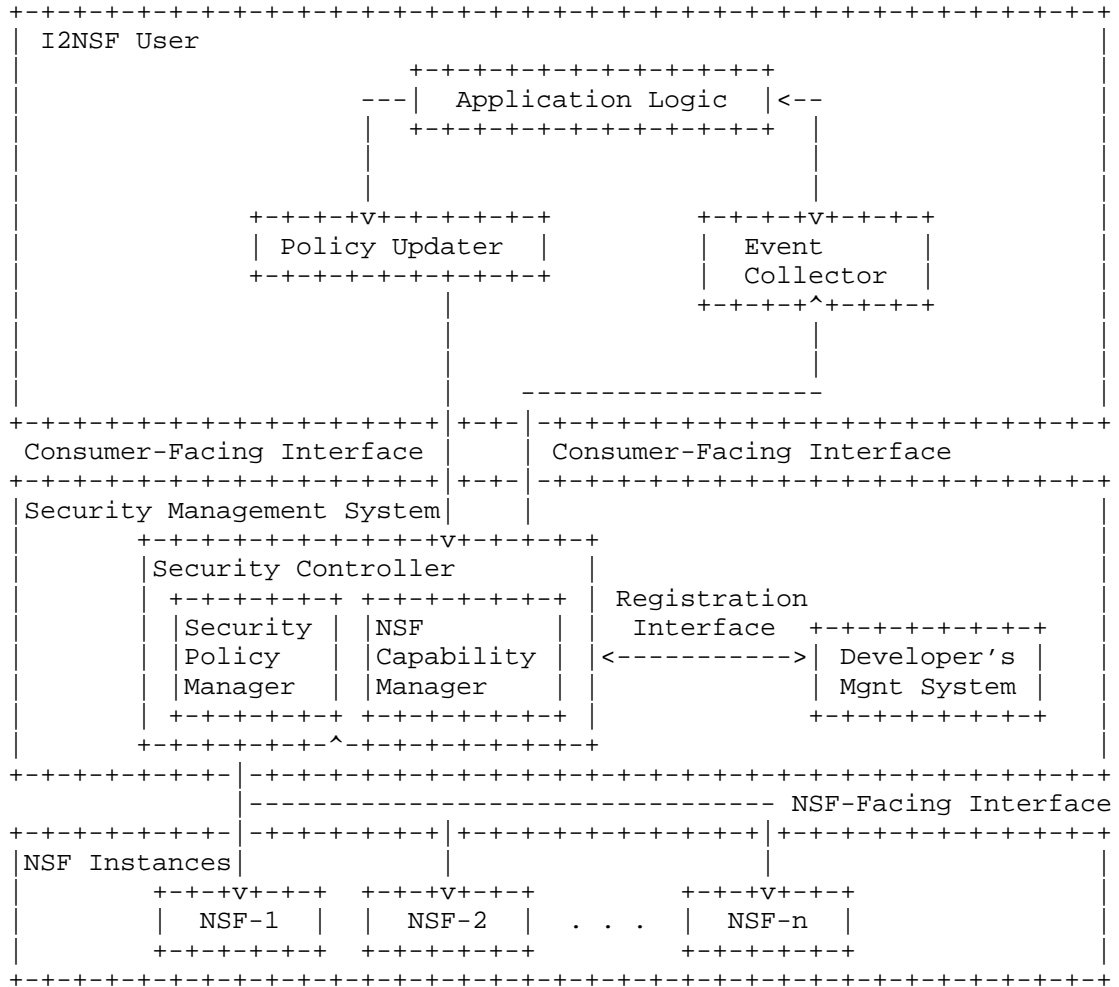 I2NSF User
Application Logic
Policy Updater Event
Collector
Consumer-Facing Interface Consumer-Facing Interface
Security Management System
Security Controller
Registration
Security NSF Interface
Policy Capability Developer's
Manager Manager Mgnt System
NSF-Facing Interface
NSF Instances
NSF-1 NSF-2 . . . NSF-n